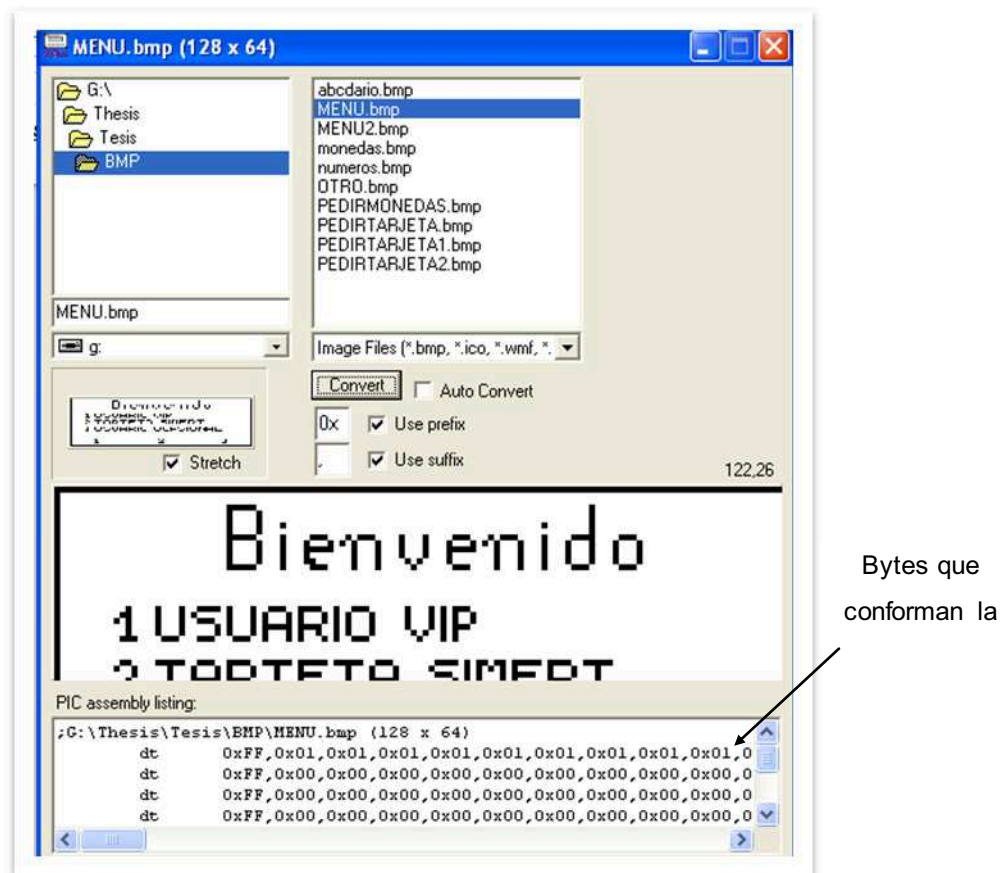 MENU.bmp (128 x 64)
G:\
Thesis
Tesis
BMP
abcdario.bmp
MENU.bmp
MENU2.bmp
monedas.bmp
numeros.bmp
OTRO.bmp
PEDIRMONEDAS.bmp
PEDIRTARJETA.bmp
PEDIRTARJETA1.bmp
PEDIRTARJETA2.bmp
MENU.bmp
g:
Image Files (*.bmp, *.ico, *.wmf, *.
Convert
Auto Convert
0x
Use prefix
,
Use suffix
Stretch
122,26
Bienvenido
1 USUARIO VIP
2
Bytes que
conforman la
PIC assembly listing:
;G:\Thesis\Tesis\BMP\MENU.bmp (128 x 64)
dt 0xFF,0x01,0x01,0x01,0x01,0x01,0x01,0x01,0x01,0x01,0x01,0
dt 0xFF,0x00,0x00,0x00,0x00,0x00,0x00,0x00,0x00,0x00,0x00,0
dt 0xFF,0x00,0x00,0x00,0x00,0x00,0x00,0x00,0x00,0x00,0x00,0
dt 0xFF,0x00,0x00,0x00,0x00,0x00,0x00,0x00,0x00,0x00,0x00,0